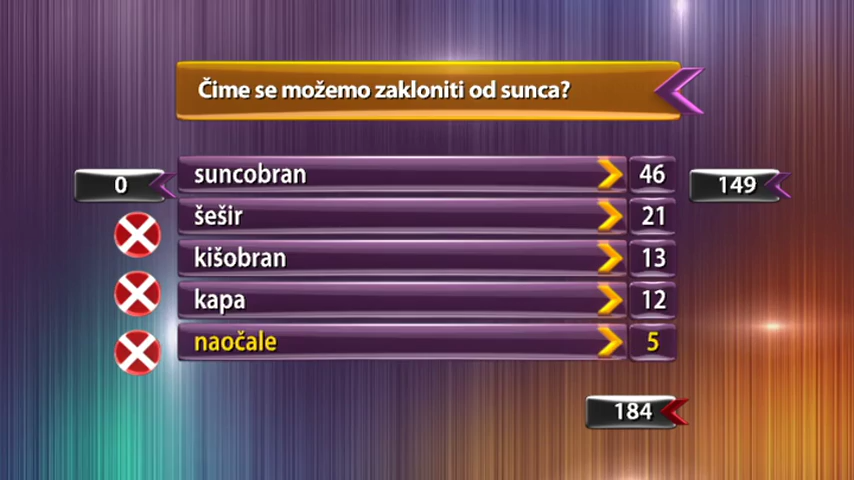 Čime se možemo zakloniti od sunca?
0
suncobran 46
149
šešir 21
kišobran 13
kapa 12
naočale 5
184